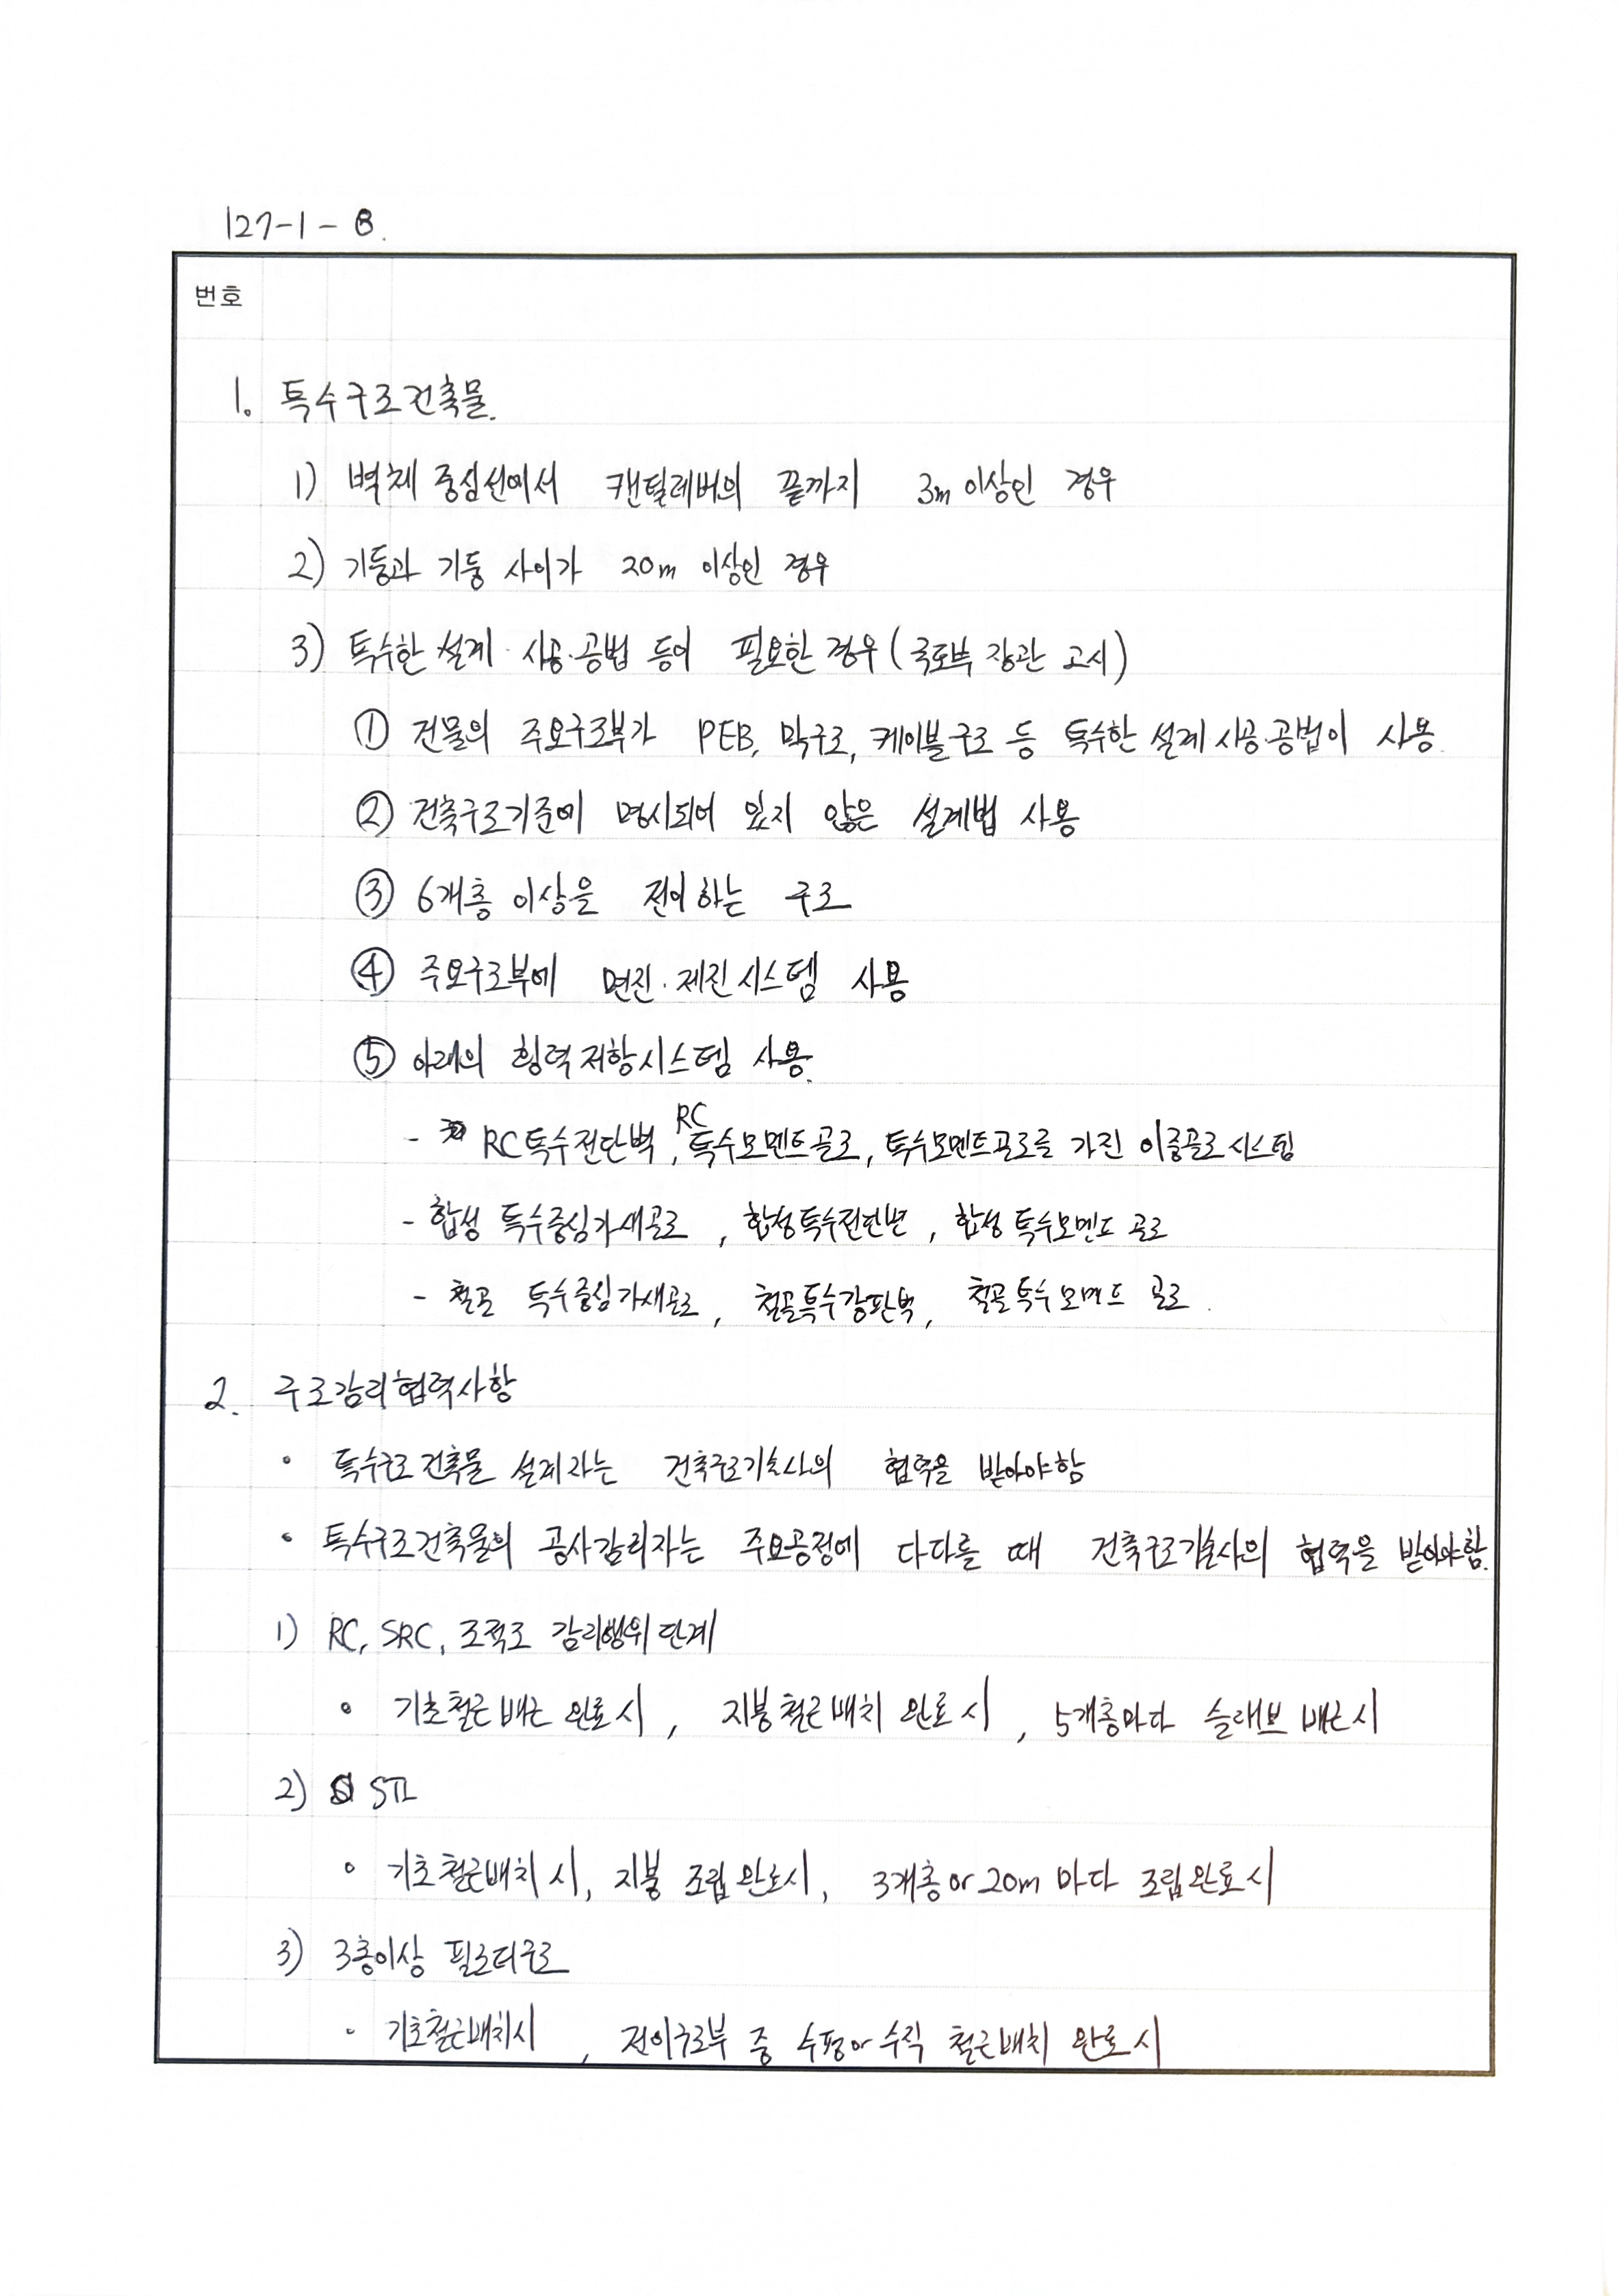 127-1-8.
번호
1. 특수구조건축물.
1) 벽체 중심선에서 캔틸레버의 끝까지 3m 이상인 경우
2) 기둥과 기둥 사이가 20m 이상인 경우
3) 특수한 설계·시공·공법 등이 필요한 경우 (국토부 장관 고시)
① 건물의 주요구조부가 PEB, 막구조, 케이블구조 등 특수한 설계시공·공법이 사용.
② 건축구조기준에 명시되어 있지 않은 설계법 사용
③ 6개층 이상을 전이하는 구조
④ 주요구조부에 면진·제진시스템 사용
⑤ 아래의 횡력저항시스템 사용.
- RC특수전단벽, RC특수모멘트골조, 특수모멘트골조를 가진 이중골조시스템
- 합성 특수중심가새골조, 합성특수전단벽, 합성 특수모멘트 골조
- 철골 특수중심가새골조, 철골특수강판벽, 철골특수모멘트 골조.
2. 구조감리협력사항
• 특수구조건축물 설계자는 건축구조기술사의 협력을 받아야함
• 특수구조건축물의 공사감리자는 주요공정에 다다를 때 건축구조기술사의 협력을 받아야함.
1) RC, SRC, 조적조 감리행위단계
• 기초철근 배근 완료시, 지붕철근배치 완료시, 5개층마다 슬래브 배근시
2) STL
• 기초철근배치시, 지붕 조립완료시, 3개층 or 20m 마다 조립완료시
3) 3층이상 필로티구조
• 기초철근배치시, 전이구조부 중 수평 or 수직 철근배치 완료시